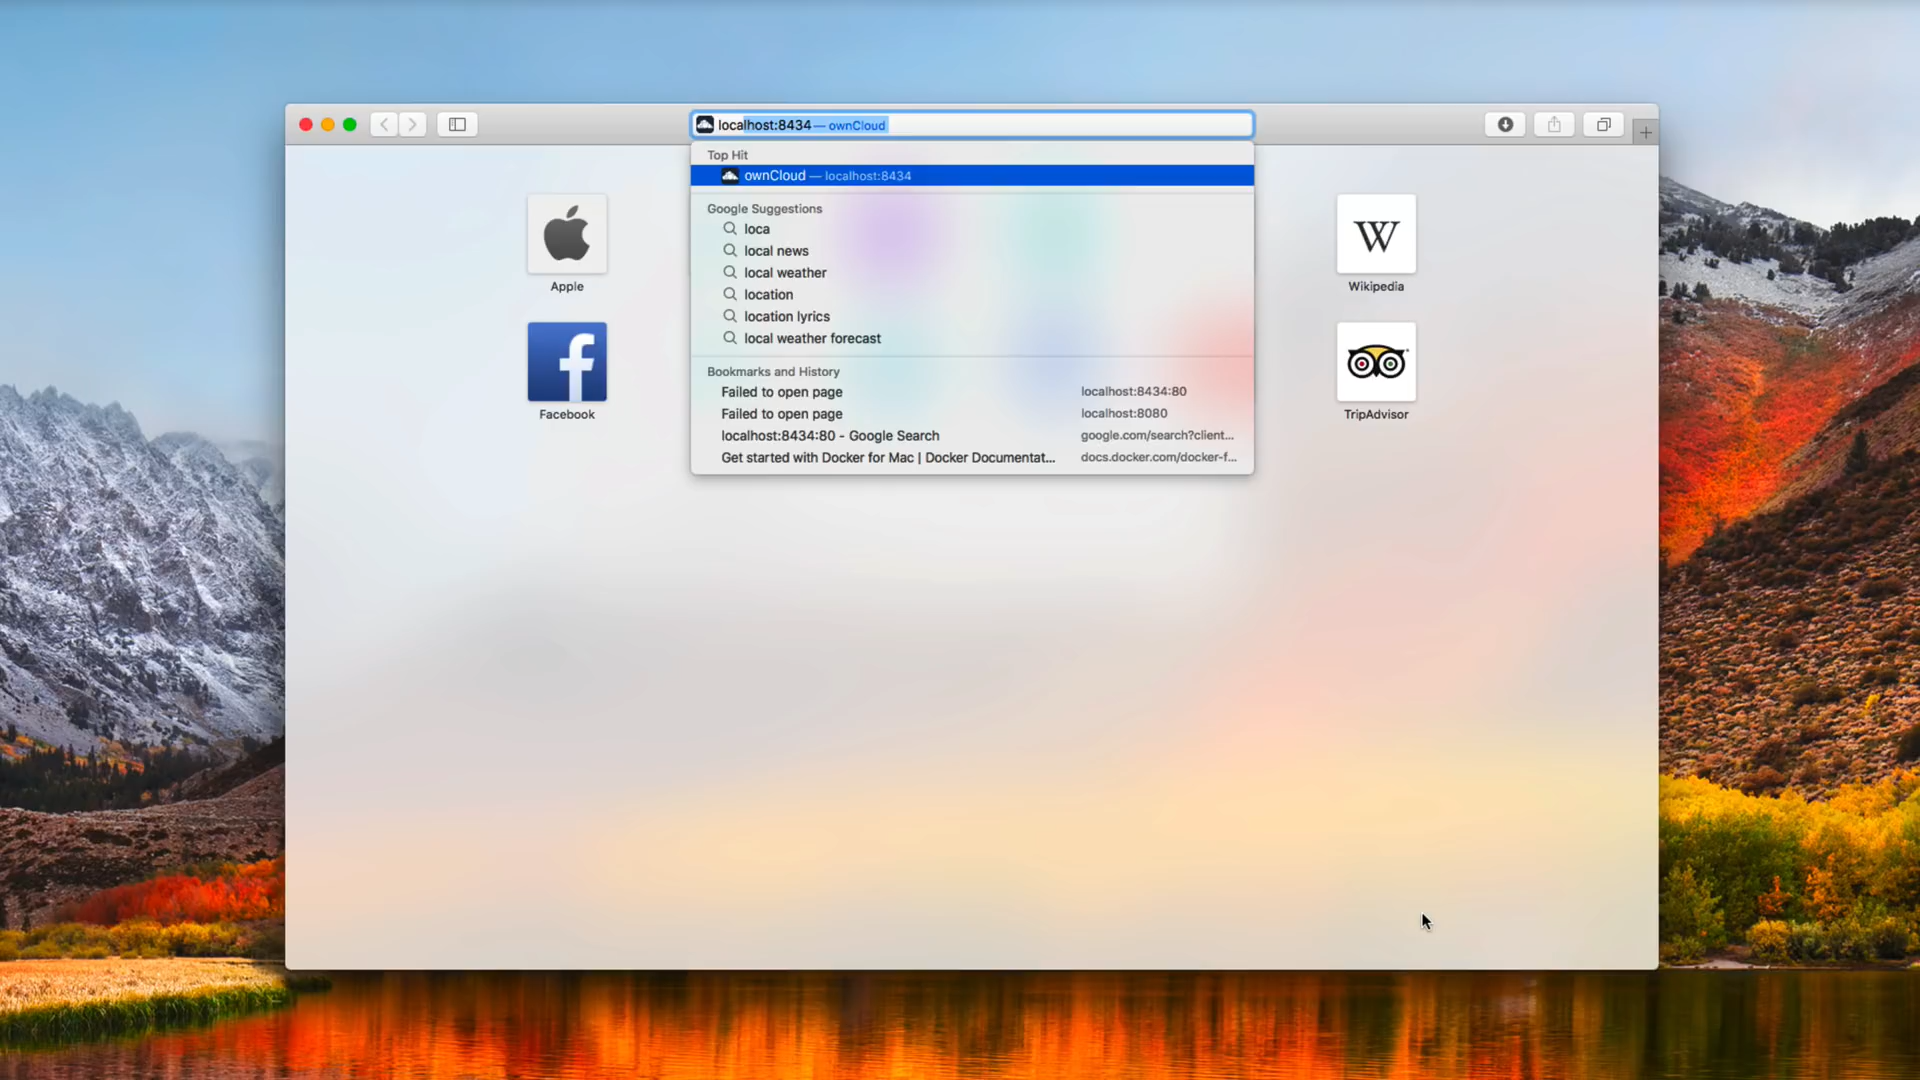 localhost:8434 — ownCloud
Top Hit
ownCloud — localhost:8434
Google Suggestions
loca
local news
local weather
location
location lyrics
local weather forecast
Bookmarks and History
Failed to open page localhost:8434:80
Failed to open page localhost:8080
localhost:8434:80 - Google Search google.com/search?client...
Get started with Docker for Mac | Docker Documentat... docs.docker.com/docker-f...
Apple
W
Wikipedia
f
Facebook
TripAdvisor